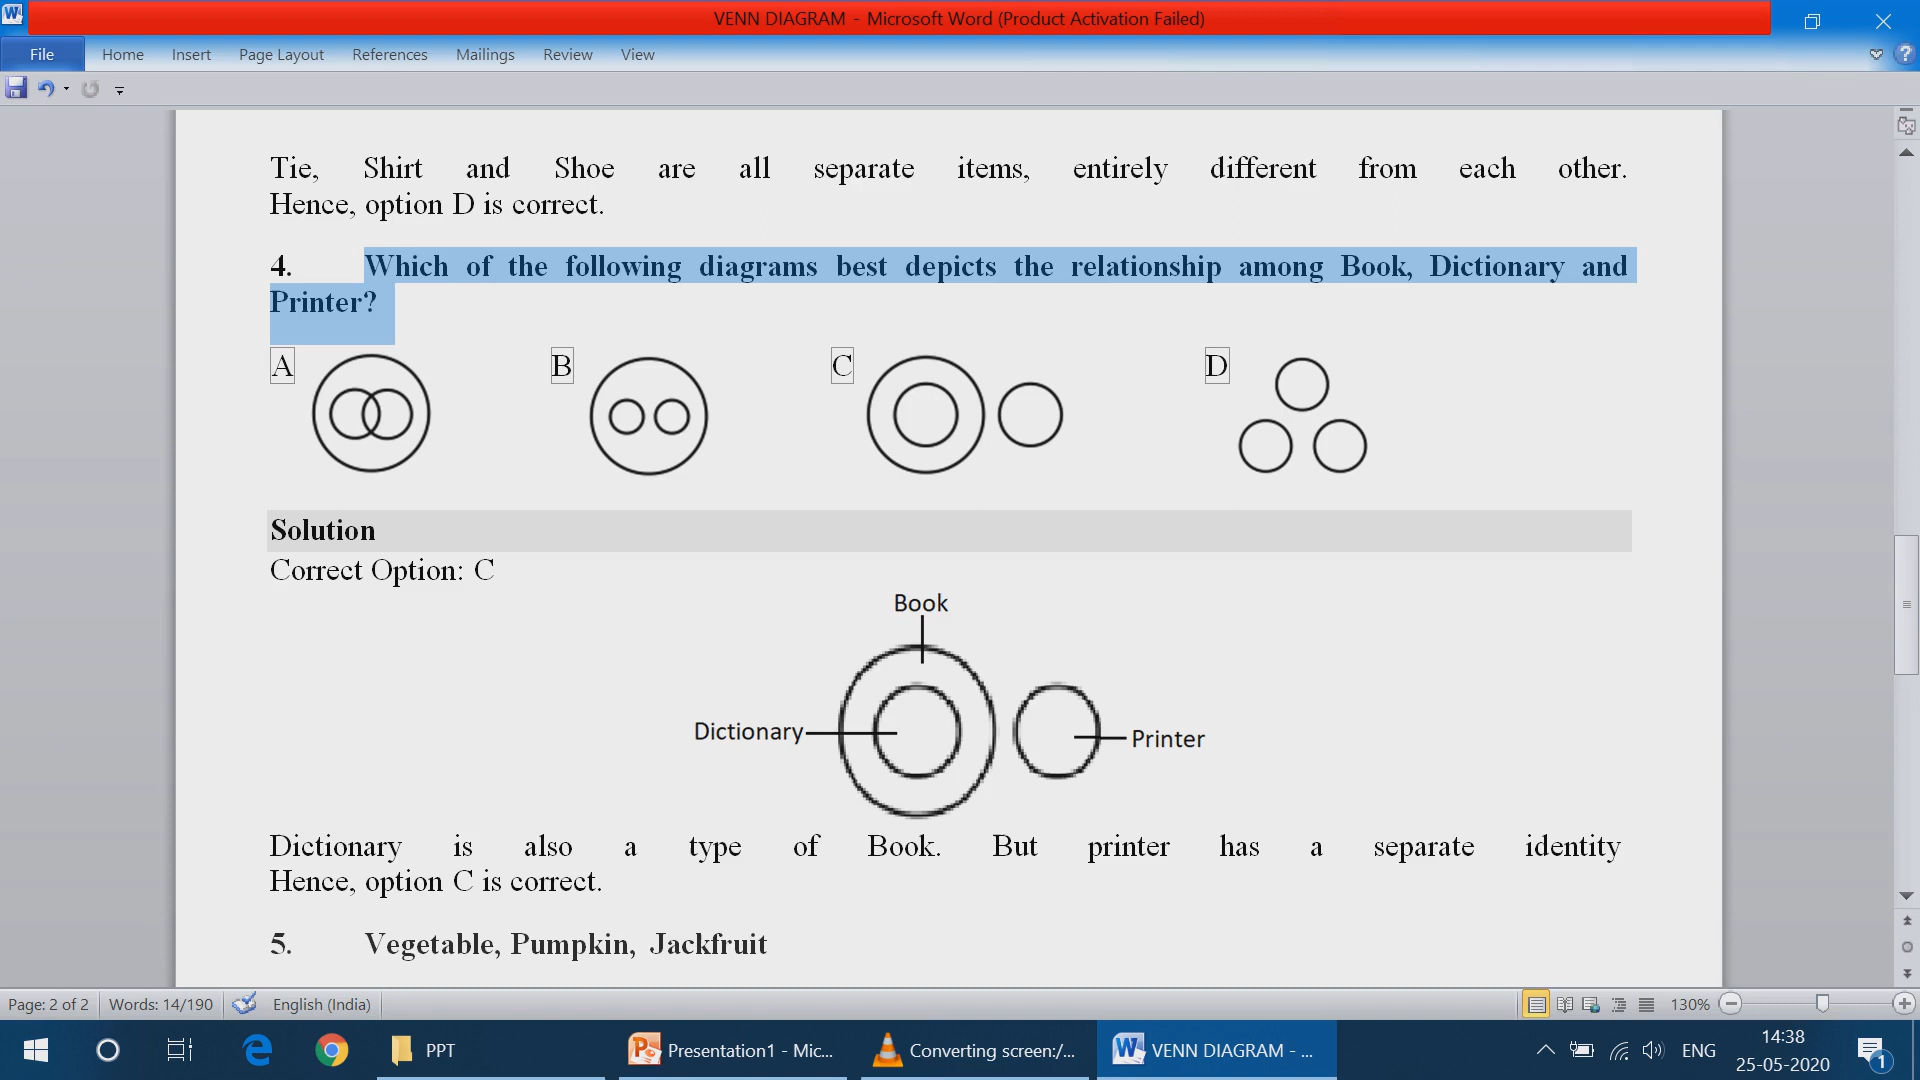 VENN DIAGRAM - Microsoft Word (Product Activation Failed)
File Home Insert Page Layout References Mailings Review View
Tie, Shirt and Shoe are all separate items, entirely different from each other.
Hence, option D is correct.
4. Which of the following diagrams best depicts the relationship among Book, Dictionary and
Printer?
A B C D
Solution
Correct Option: C
Book
Dictionary
Printer
Dictionary is also a type of Book. But printer has a separate identity
Hence, option C is correct.
5. Vegetable, Pumpkin, Jackfruit
Page: 2 of 2 Words: 14/190 English (India) 130%
PPT Presentation1 - Mic... Converting screen:/... VENN DIAGRAM - ... ENG 14:38
25-05-2020 1